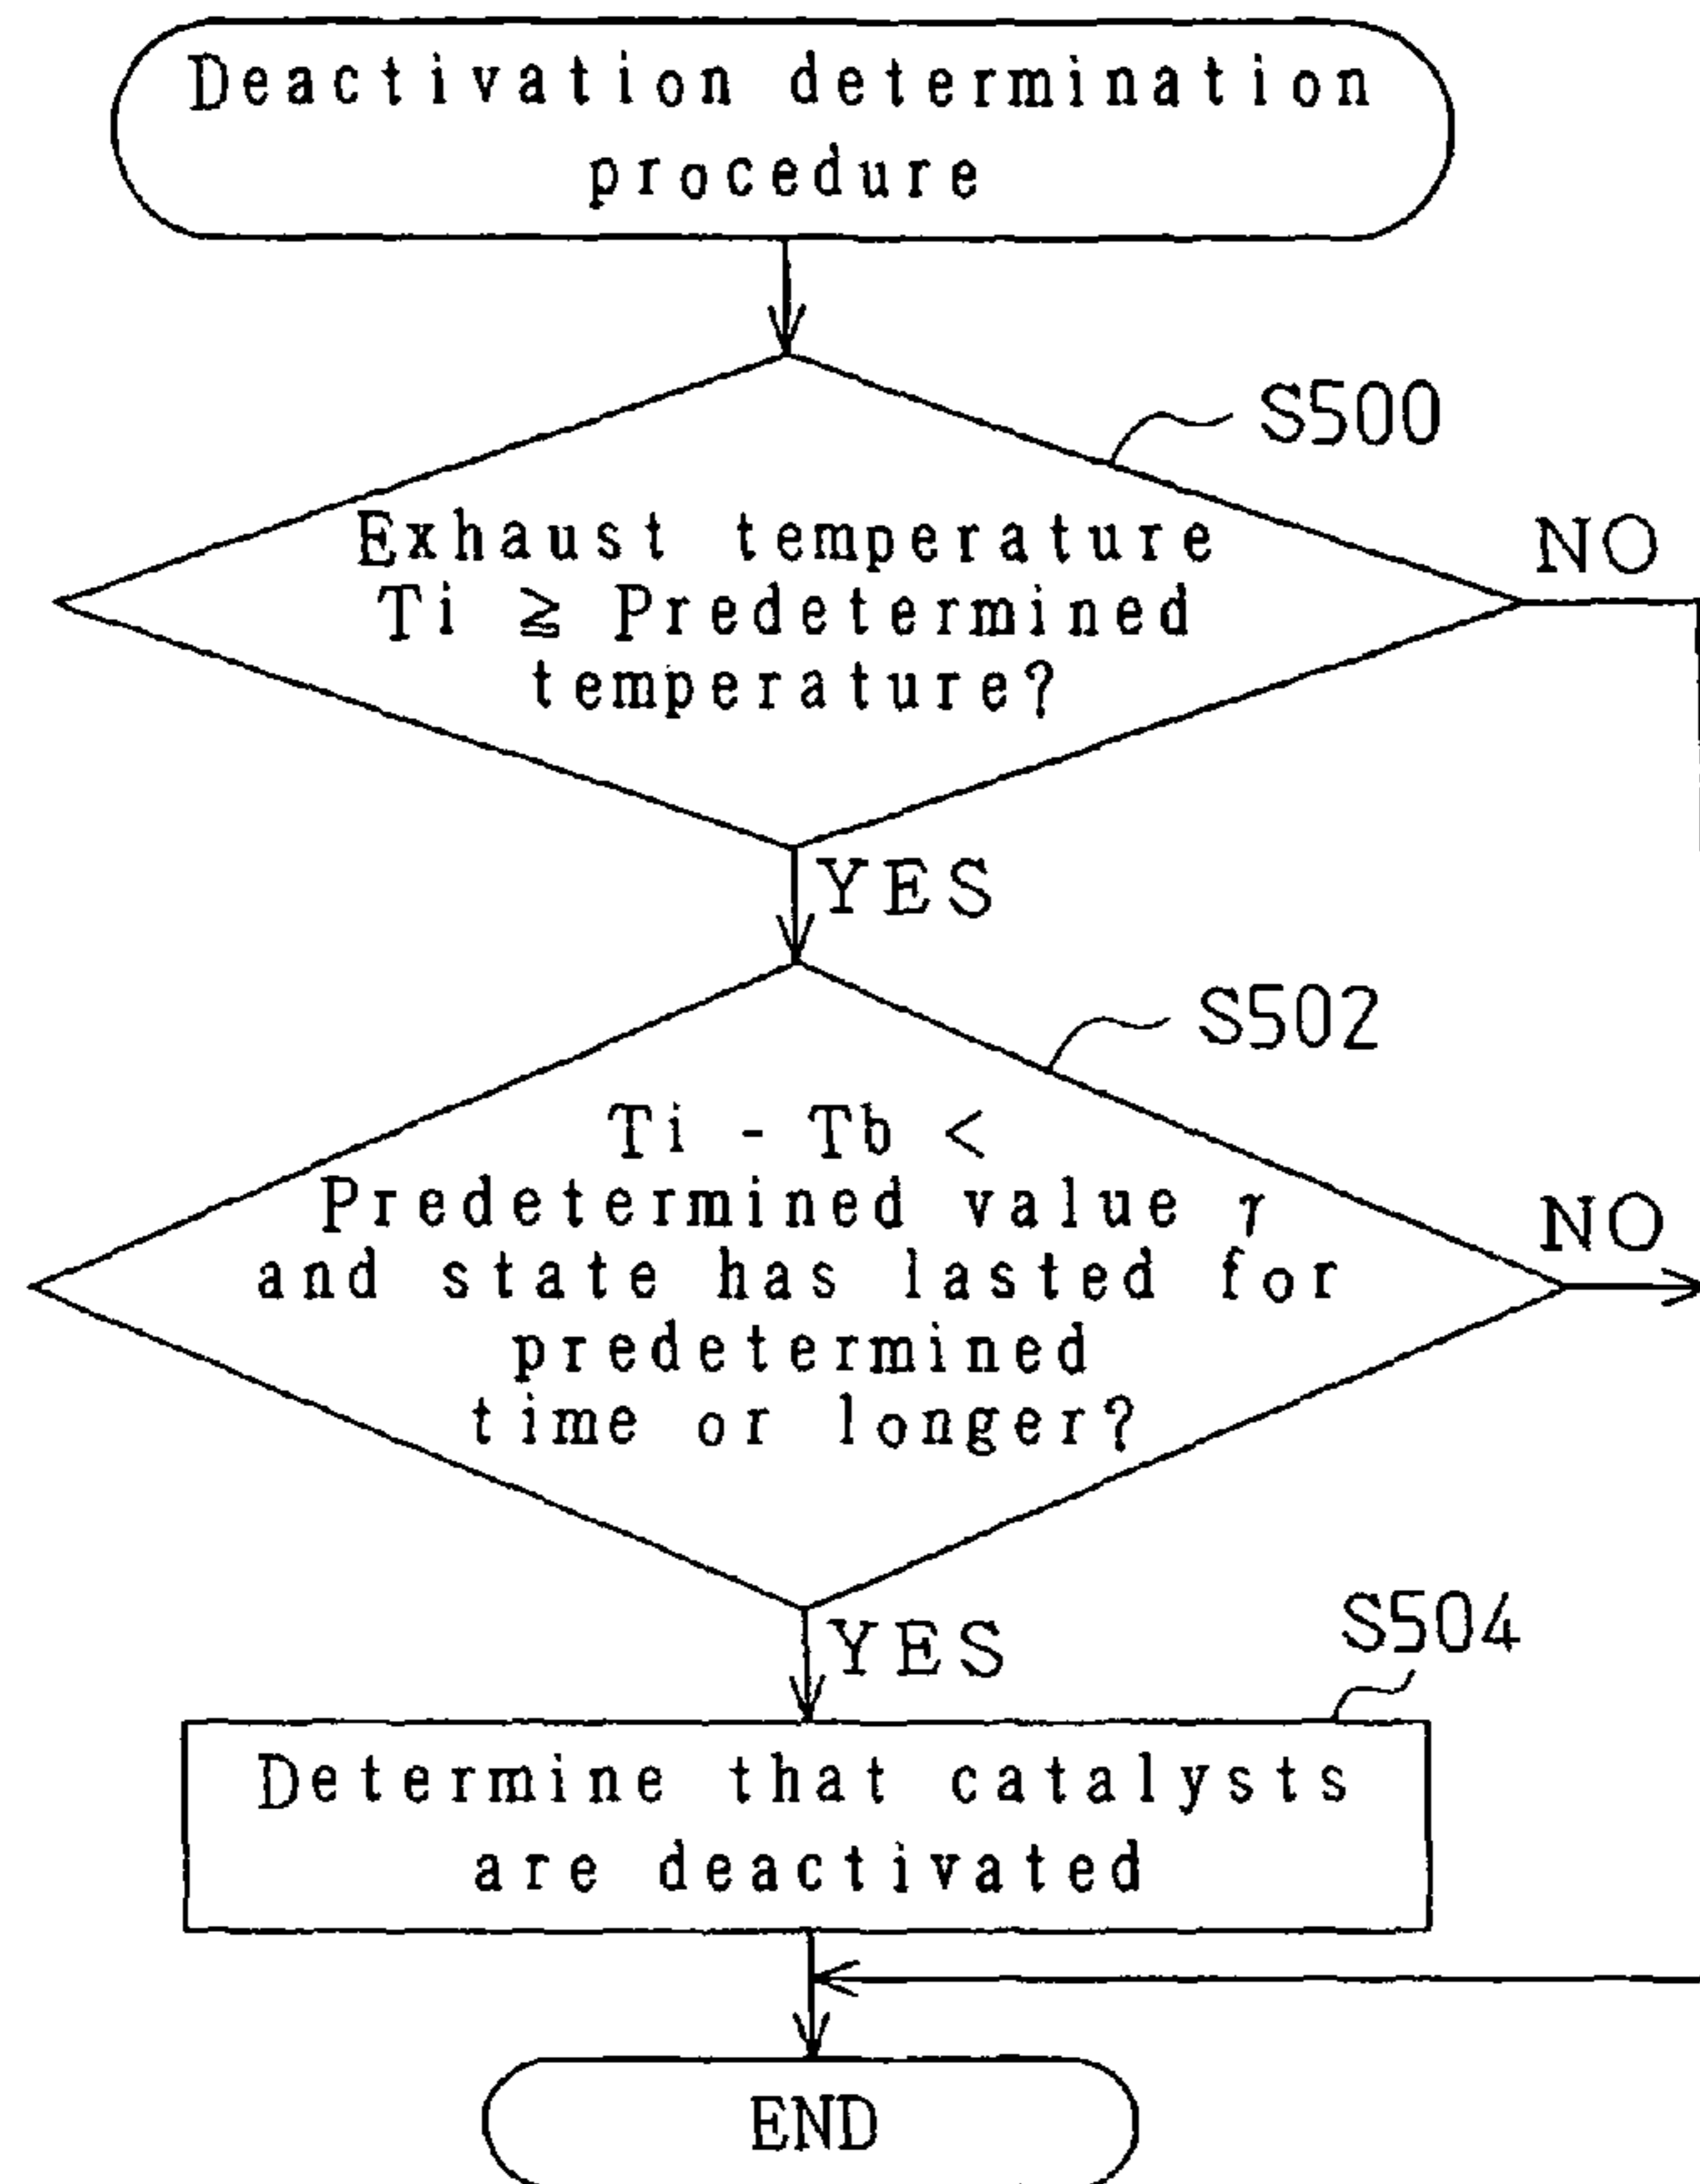 Deactivation determination
procedure
S500
Exhaust temperature
Ti ≧ Predetermined
temperature?
NO
YES
S502
Ti - Tb <
Predetermined value γ
and state has lasted for
predetermined
time or longer?
NO
YES
S504
Determine that catalysts
are deactivated
END